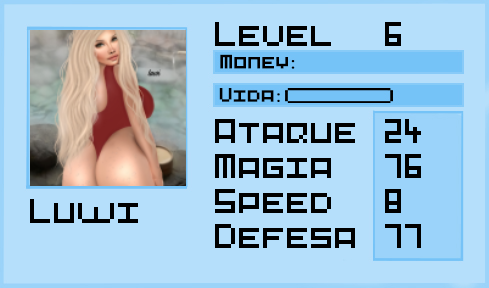 Level 6
Money:
Vida:
Ataque 24
Magia 76
Speed 8
Defesa 77
Luwi